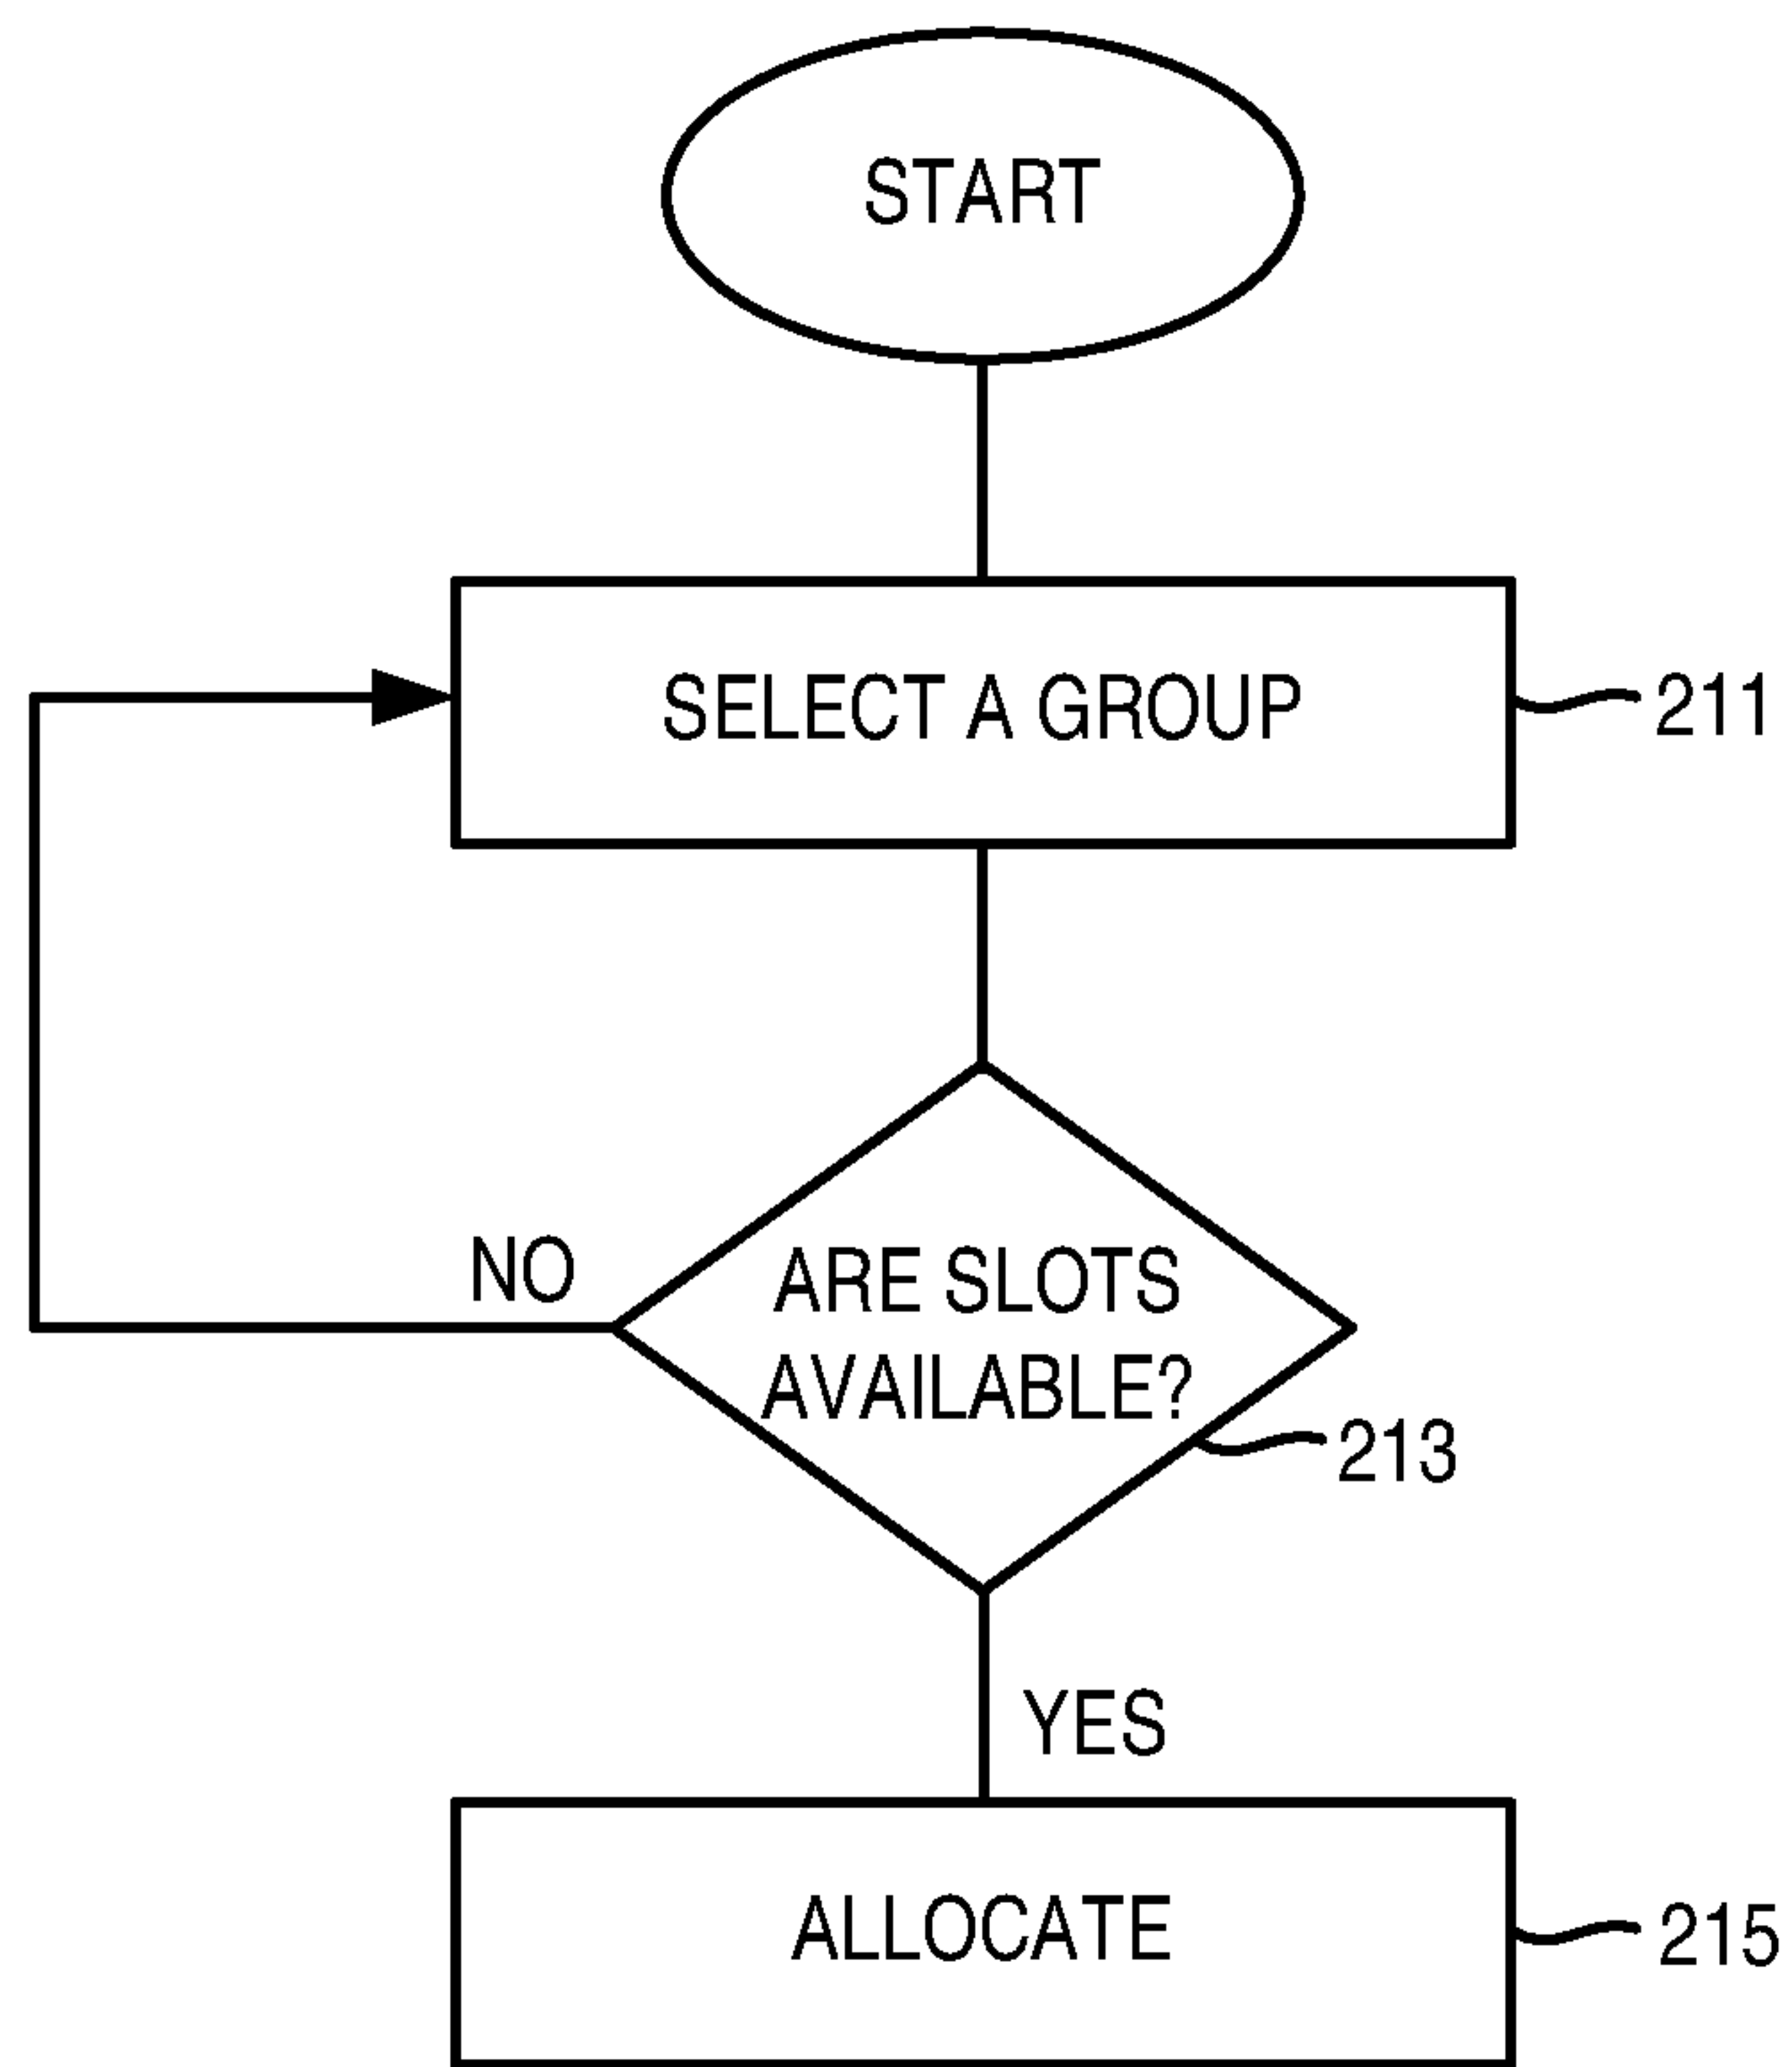 START
SELECT A GROUP
211
NO
ARE SLOTS
AVAILABLE?
213
YES
ALLOCATE
215